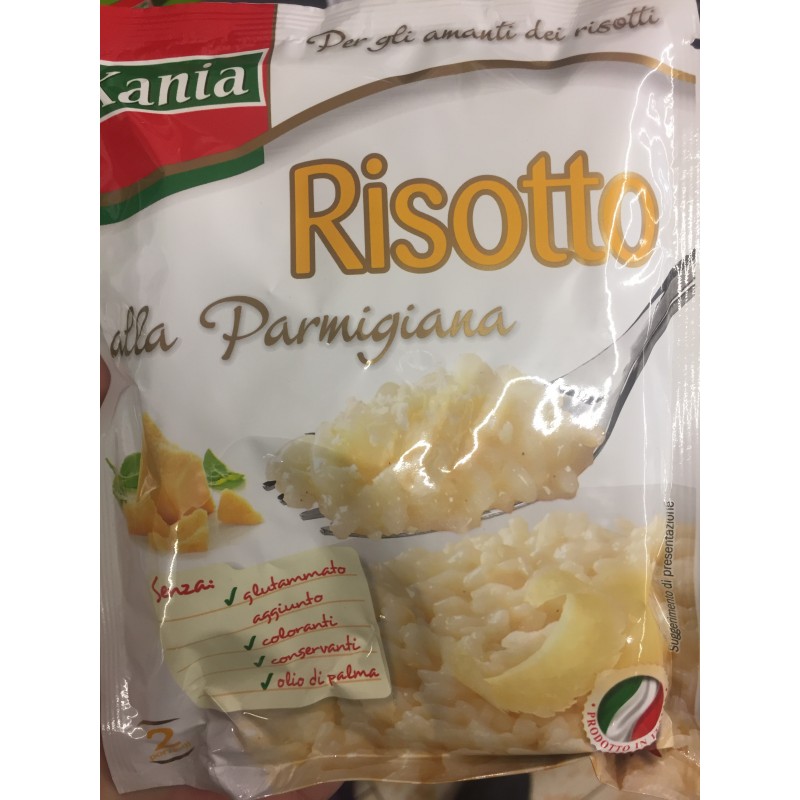 Kania
Per gli amanti dei risotti
Risotto
alla Parmigiana
Senza:
glutammato
aggiunto
coloranti
conservanti
olio di palma
Suggerimento di presentazione
PRODOTTO IN
2